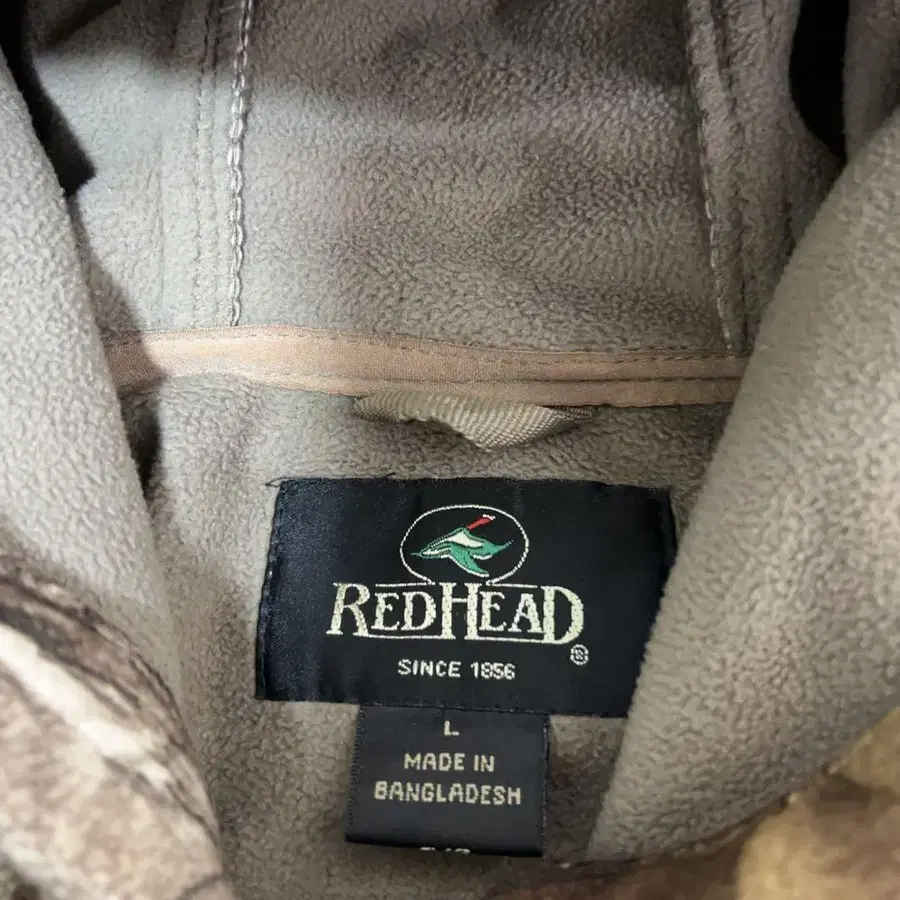 REDHEAD
®
SINCE 1856
L
MADE IN
BANGLADESH